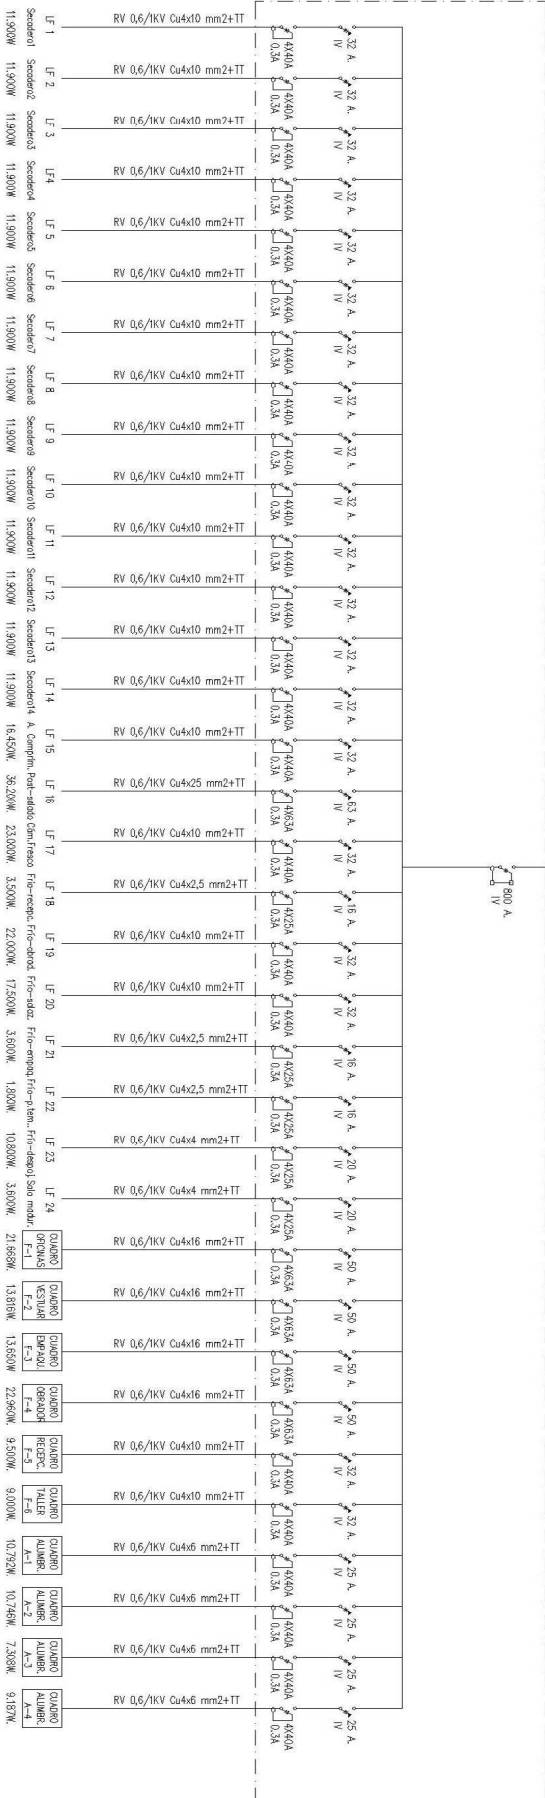 LF 1 Secadero1 11.900W RV 0,6/1KV Cu4x10 mm2+TT 4X40A 0.3A 32 A. IV
LF 2 Secadero2 11.900W RV 0,6/1KV Cu4x10 mm2+TT 4X40A 0.3A 32 A. IV
LF 3 Secadero3 11.900W RV 0,6/1KV Cu4x10 mm2+TT 4X40A 0.3A 32 A. IV
LF4 Secadero4 11.900W RV 0,6/1KV Cu4x10 mm2+TT 4X40A 0.3A 32 A. IV
LF 5 Secadero5 11.900W RV 0,6/1KV Cu4x10 mm2+TT 4X40A 0.3A 32 A. IV
LF 6 Secadero6 11.900W RV 0,6/1KV Cu4x10 mm2+TT 4X40A 0.3A 32 A. IV
LF 7 Secadero7 11.900W RV 0,6/1KV Cu4x10 mm2+TT 4X40A 0.3A 32 A. IV
LF 8 Secadero8 11.900W RV 0,6/1KV Cu4x10 mm2+TT 4X40A 0.3A 32 A. IV
LF 9 Secadero9 11.900W RV 0,6/1KV Cu4x10 mm2+TT 4X40A 0.3A 32 A. IV
LF 10 Secadero10 11.900W RV 0,6/1KV Cu4x10 mm2+TT 4X40A 0.3A 32 A. IV
LF 11 Secadero11 11.900W RV 0,6/1KV Cu4x10 mm2+TT 4X40A 0.3A 32 A. IV
LF 12 Secadero12 11.900W RV 0,6/1KV Cu4x10 mm2+TT 4X40A 0.3A 32 A. IV
LF 13 Secadero13 11.900W RV 0,6/1KV Cu4x10 mm2+TT 4X40A 0.3A 32 A. IV
LF 14 Secadero14 11.900W RV 0,6/1KV Cu4x10 mm2+TT 4X40A 0.3A 32 A. IV
LF 15 A. Comprim. 16.450W. RV 0,6/1KV Cu4x10 mm2+TT 4X40A 0.3A 32 A. IV
LF 16 Post-salado 36.200W. RV 0,6/1KV Cu4x25 mm2+TT 4X63A 0.3A 63 A. IV
LF 17 Cám.Fresco 23.000W. RV 0,6/1KV Cu4x10 mm2+TT 4X40A 0.3A 32 A. IV
800 A. IV
LF 18 Frío-recepc. 3.500W. RV 0,6/1KV Cu4x2,5 mm2+TT 4X25A 0.3A 16 A. IV
LF 19 Frío-obrad. 22.000W. RV 0,6/1KV Cu4x10 mm2+TT 4X40A 0.3A 32 A. IV
LF 20 Frío-salaz. 17.500W. RV 0,6/1KV Cu4x10 mm2+TT 4X40A 0.3A 32 A. IV
LF 21 Frío-empaq. 3.600W. RV 0,6/1KV Cu4x2,5 mm2+TT 4X25A 0.3A 16 A. IV
LF 22 Frío-p.tem.. 1.800W. RV 0,6/1KV Cu4x2,5 mm2+TT 4X25A 0.3A 16 A. IV
LF 23 Frío-despoj. 10.800W. RV 0,6/1KV Cu4x4 mm2+TT 4X25A 0.3A 20 A. IV
LF 24 Sala madur. 3.600W. RV 0,6/1KV Cu4x4 mm2+TT 4X25A 0.3A 20 A. IV
CUADRO OFICINAS F-1 21.668W. RV 0,6/1KV Cu4x16 mm2+TT 4X63A 0.3A 50 A. IV
CUADRO VESTUAR F-2 13.816W. RV 0,6/1KV Cu4x16 mm2+TT 4X63A 0.3A 50 A. IV
CUADRO EMPAQU. F-3 13.650W. RV 0,6/1KV Cu4x16 mm2+TT 4X63A 0.3A 50 A. IV
CUADRO OBRADOR F-4 22.960W. RV 0,6/1KV Cu4x16 mm2+TT 4X63A 0.3A 50 A. IV
CUADRO RECEPC. F-5 9.500W. RV 0,6/1KV Cu4x10 mm2+TT 4X40A 0.3A 32 A. IV
CUADRO TALLER F-6 9.000W. RV 0,6/1KV Cu4x10 mm2+TT 4X40A 0.3A 32 A. IV
CUADRO ALUMBR. A-1 10.792W. RV 0,6/1KV Cu4x6 mm2+TT 4X40A 0.3A 25 A. IV
CUADRO ALUMBR. A-2 10.746W. RV 0,6/1KV Cu4x6 mm2+TT 4X40A 0.3A 25 A. IV
CUADRO ALUMBR. A-3 7.308W. RV 0,6/1KV Cu4x6 mm2+TT 4X40A 0.3A 25 A. IV
CUADRO ALUMBR. A-4 9.187W. RV 0,6/1KV Cu4x6 mm2+TT 4X40A 0.3A 25 A. IV